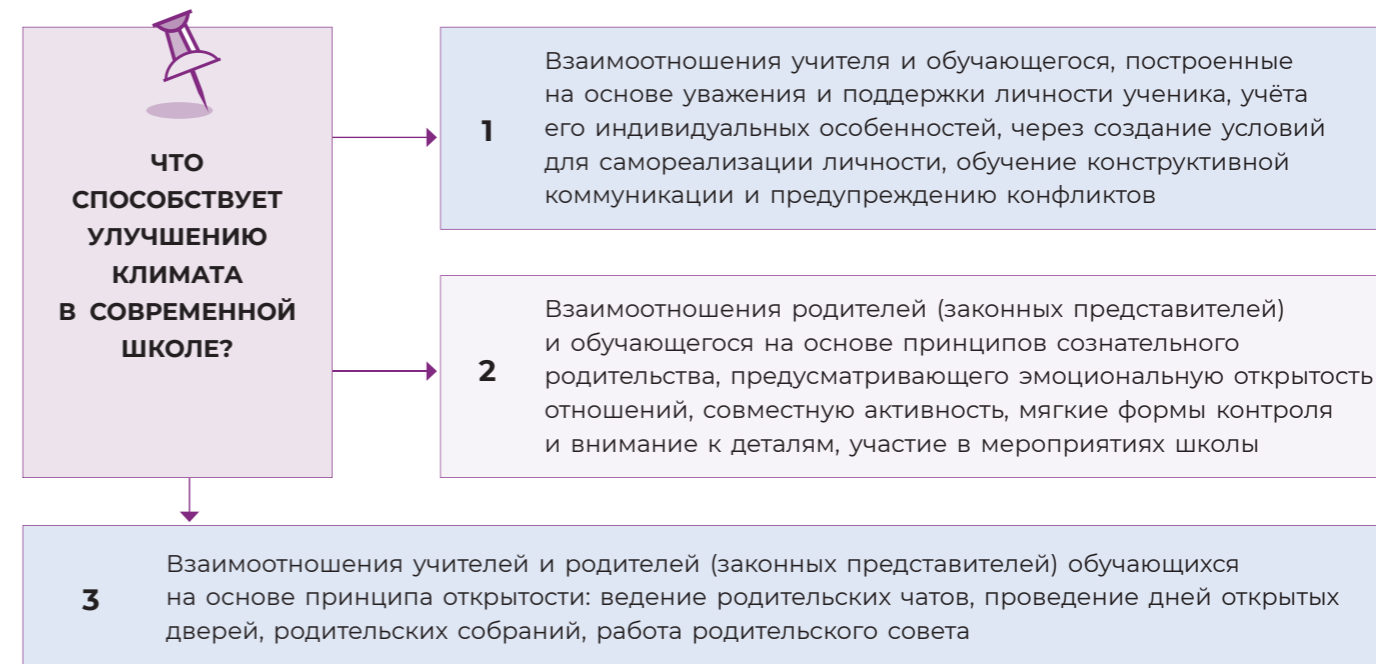 ЧТО
СПОСОБСТВУЕТ
УЛУЧШЕНИЮ
КЛИМАТА
В СОВРЕМЕННОЙ
ШКОЛЕ?
1
Взаимоотношения учителя и обучающегося, построенные
на основе уважения и поддержки личности ученика, учёта
его индивидуальных особенностей, через создание условий
для самореализации личности, обучение конструктивной
коммуникации и предупреждению конфликтов
2
Взаимоотношения родителей (законных представителей)
и обучающегося на основе принципов сознательного
родительства, предусматривающего эмоциональную открытость
отношений, совместную активность, мягкие формы контроля
и внимание к деталям, участие в мероприятиях школы
3
Взаимоотношения учителей и родителей (законных представителей) обучающихся
на основе принципа открытости: ведение родительских чатов, проведение дней открытых
дверей, родительских собраний, работа родительского совета